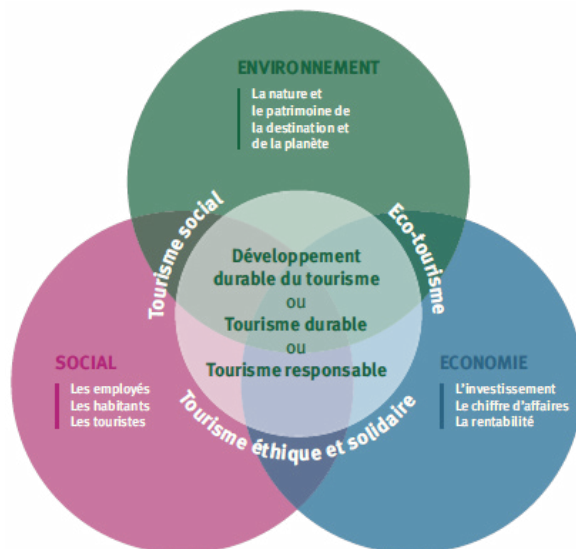 ENVIRONNEMENT
La nature et
le patrimoine de
la destination et
de la planète
Tourisme social
Eco-tourisme
Développement
durable du tourisme
ou
Tourisme durable
ou
Tourisme responsable
SOCIAL
Les employés
Les habitants
Les touristes
ECONOMIE
L'investissement
Le chiffre d'affaires
La rentabilité
Tourisme éthique et solidaire